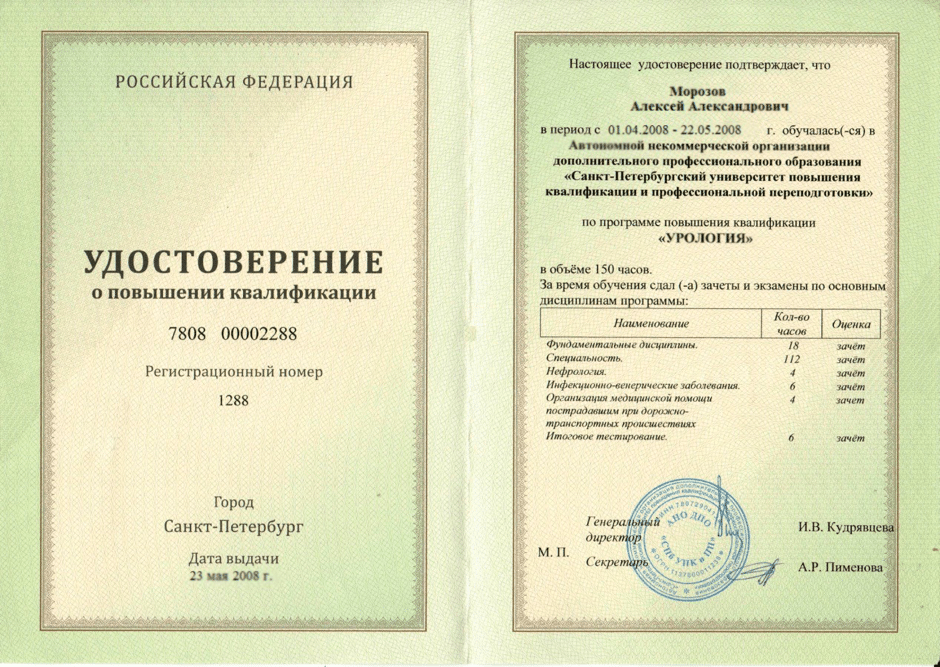 РОССИЙСКАЯ ФЕДЕРАЦИЯ
УДОСТОВЕРЕНИЕ
о повышении квалификации
7808 00002288
Регистрационный номер
1288
Город
Санкт-Петербург
Дата выдачи
23 мая 2008 г.
Настоящее удостоверение подтверждает, что
Морозов
Алексей Александрович
в период с 01.04.2008 - 22.05.2008 г. обучалась(-ся) в
Автономной некоммерческой организации
дополнительного профессионального образования
«Санкт-Петербургский университет повышения
квалификации и профессиональной переподготовки»
по программе повышения квалификации
«УРОЛОГИЯ»
в объёме 150 часов.
За время обучения сдал (-а) зачеты и экзамены по основным
дисциплинам программы:
Наименование Кол-во часов Оценка
Фундаментальные дисциплины. 18 зачёт
Специальность. 112 зачёт
Нефрология. 4 зачёт
Инфекционно-венерические заболевания. 6 зачёт
Организация медицинской помощи 4 зачет
пострадавшим при дорожно-
транспортных происшествиях
Итоговое тестирование. 6 зачёт
Генеральный
директор И.В. Кудрявцева
М. П.
Секретарь А.Р. Пименова
АНО ДПО
«СПб УПК и ПП»